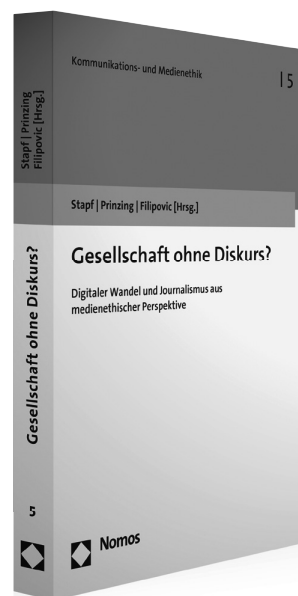 Kommunikations- und Medienethik
| 5
Stapf | Prinzing | Filipovic [Hrsg.]
Gesellschaft ohne Diskurs?
Digitaler Wandel und Journalismus aus
medienethischer Perspektive
Nomos
Stapf | Prinzing
Filipovic [Hrsg.]
Gesellschaft ohne Diskurs?
5